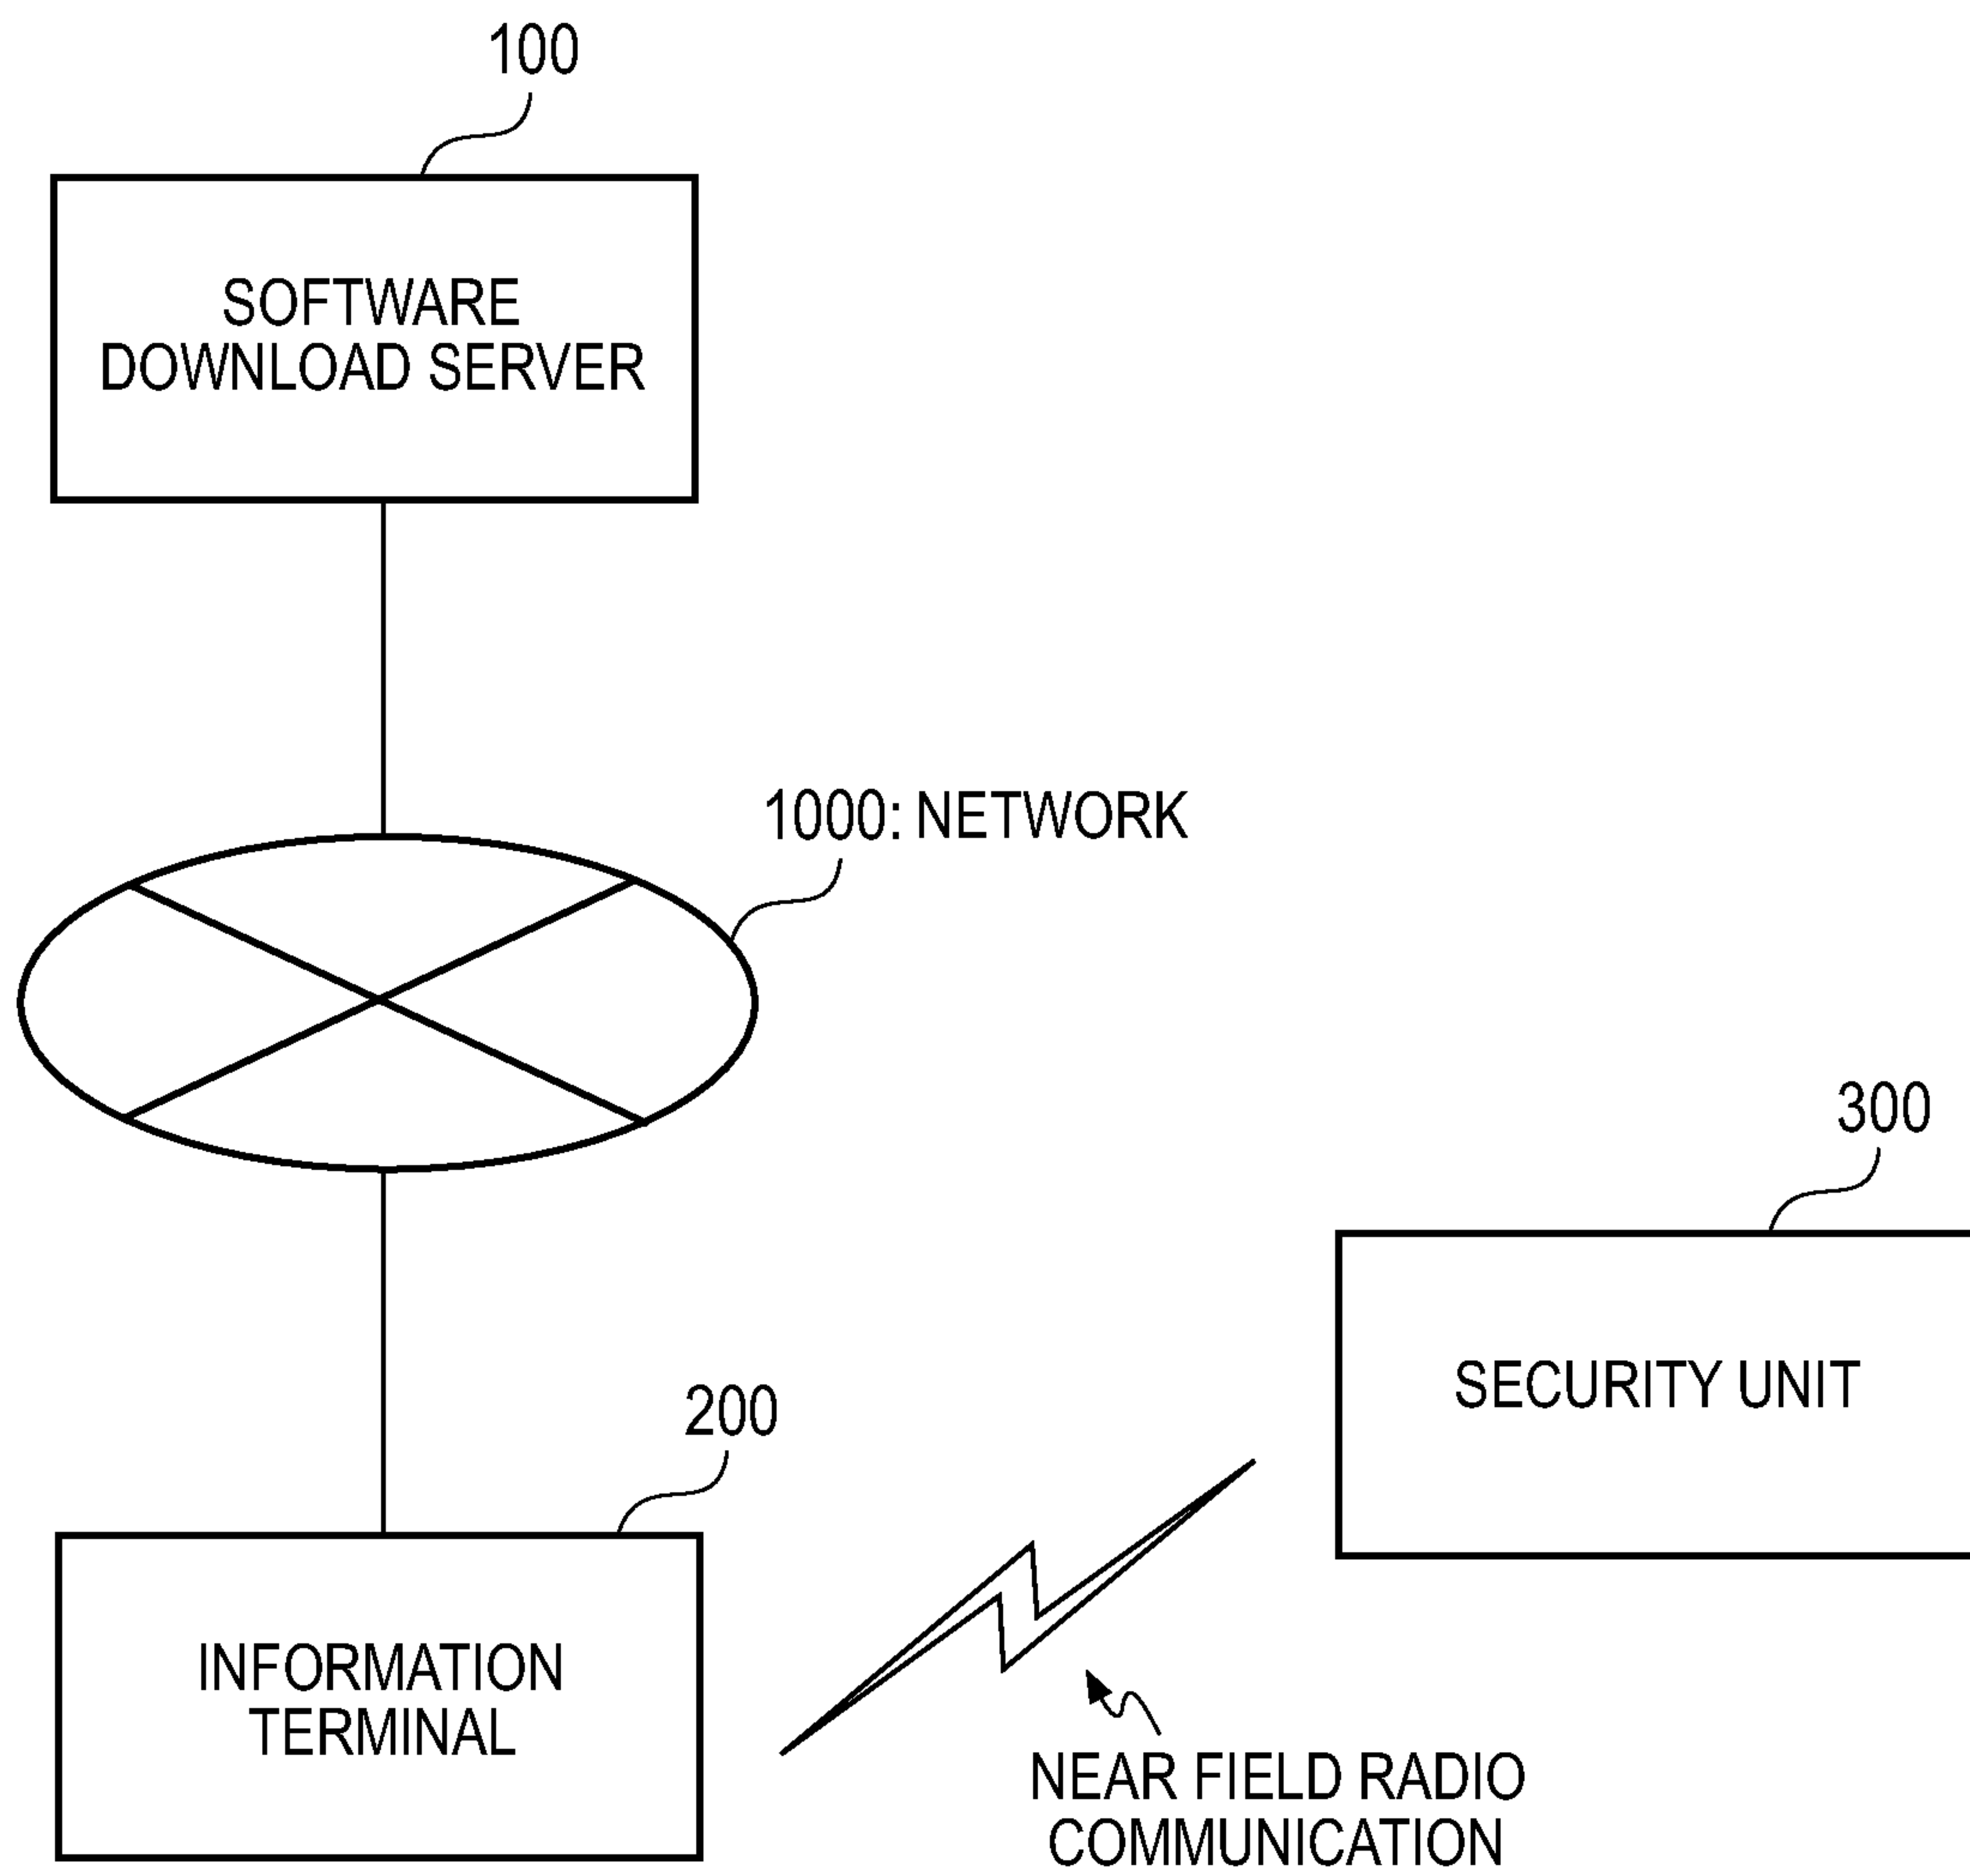 100
SOFTWARE
DOWNLOAD SERVER
1000: NETWORK
300
SECURITY UNIT
200
INFORMATION
TERMINAL
NEAR FIELD RADIO
COMMUNICATION